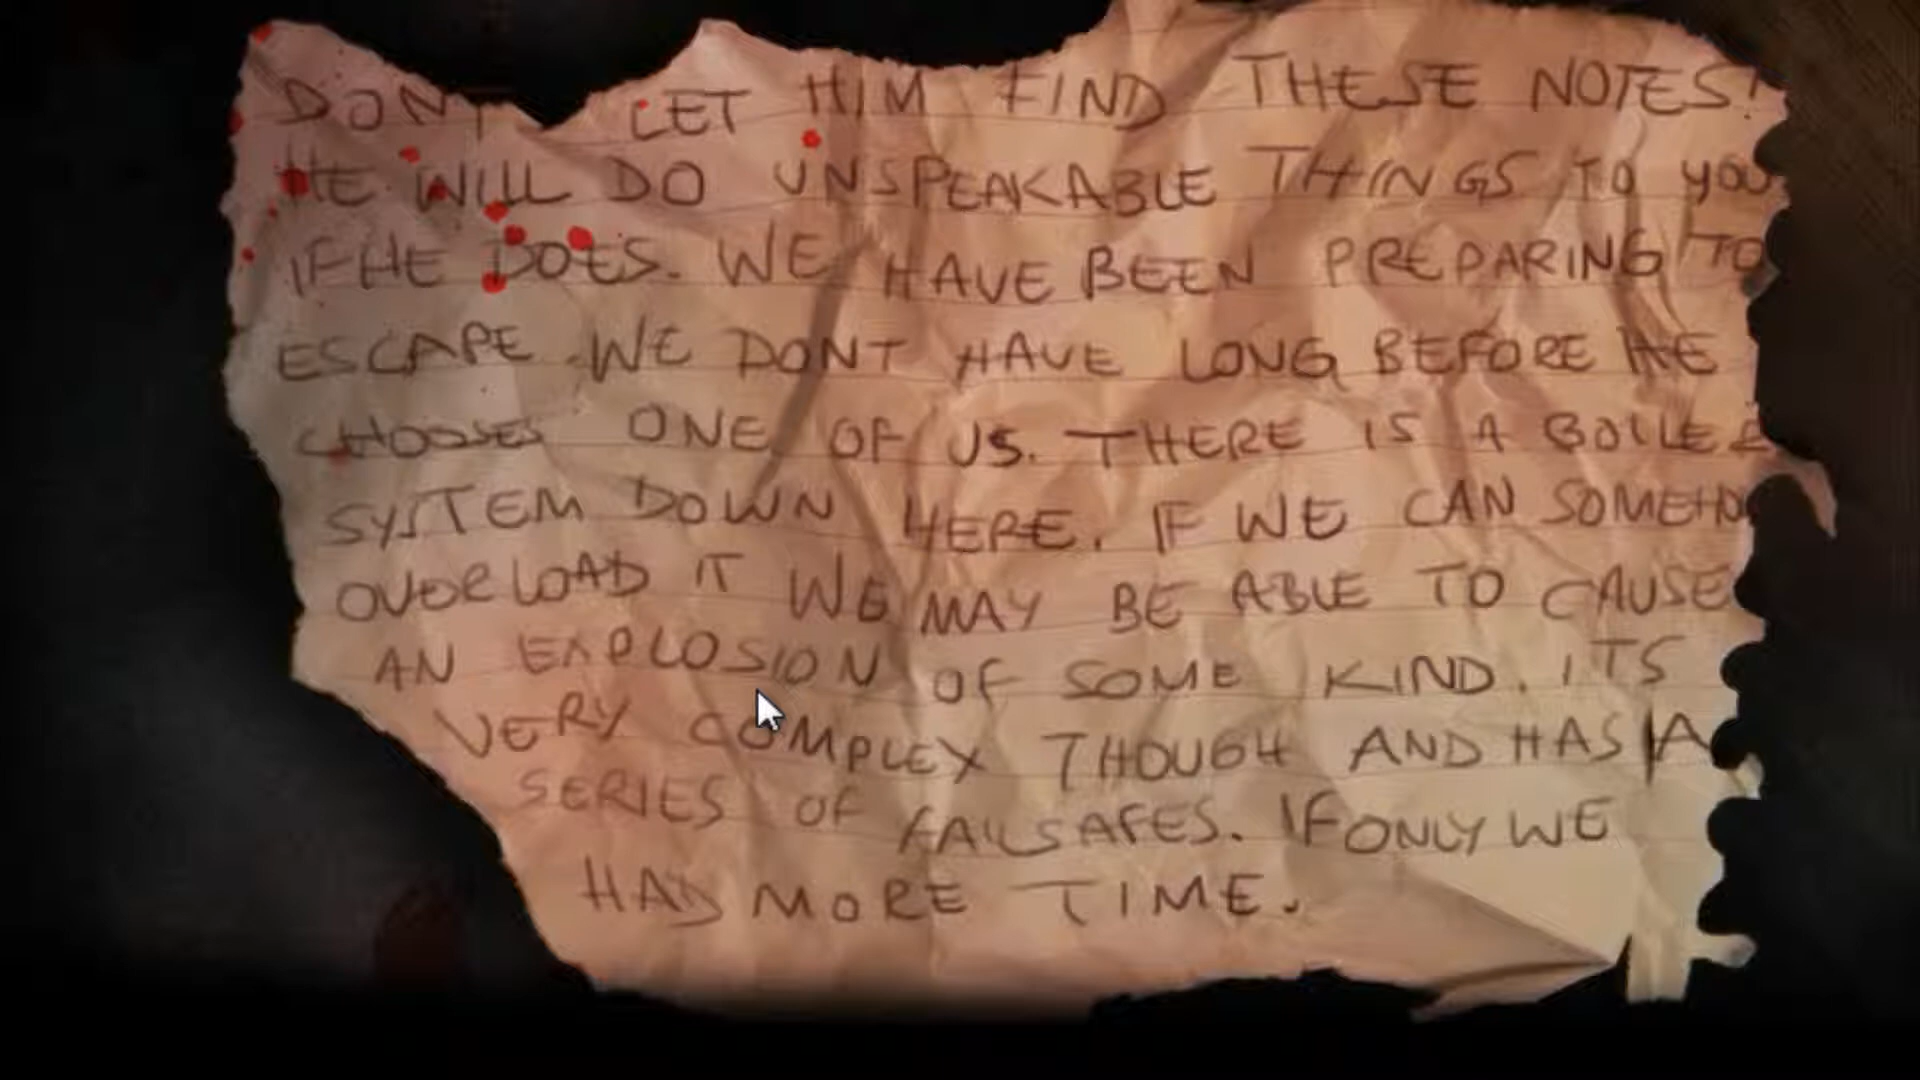 DONT LET HIM FIND THESE NOTES!
HE WILL DO UNSPEAKABLE THINGS TO YOU
IF HE DOES. WE HAVE BEEN PREPARING TO
ESCAPE. WE DONT HAVE LONG BEFORE HE
CHOOSES ONE OF US. THERE IS A BOILER
SYSTEM DOWN HERE. IF WE CAN SOMEHO
OVERLOAD IT WE MAY BE ABLE TO CAUSE
AN EXPLOSION OF SOME KIND. ITS
VERY COMPLEX THOUGH AND HAS A
SERIES OF FAILSAFES. IF ONLY WE
HAD MORE TIME.